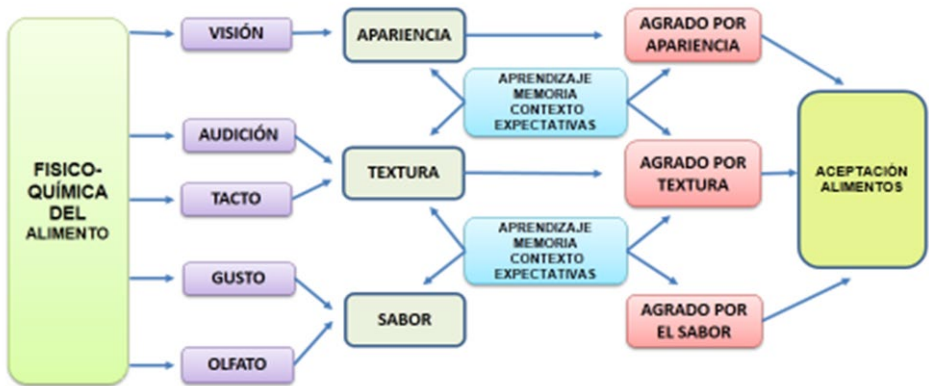 FISICO-
QUÍMICA
DEL
ALIMENTO
VISIÓN
AUDICIÓN
TACTO
GUSTO
OLFATO
APARIENCIA
TEXTURA
SABOR
APRENDIZAJE
MEMORIA
CONTEXTO
EXPECTATIVAS
APRENDIZAJE
MEMORIA
CONTEXTO
EXPECTATIVAS
AGRADO POR
APARIENCIA
AGRADO POR
TEXTURA
AGRADO POR
EL SABOR
ACEPTACIÓN
ALIMENTOS